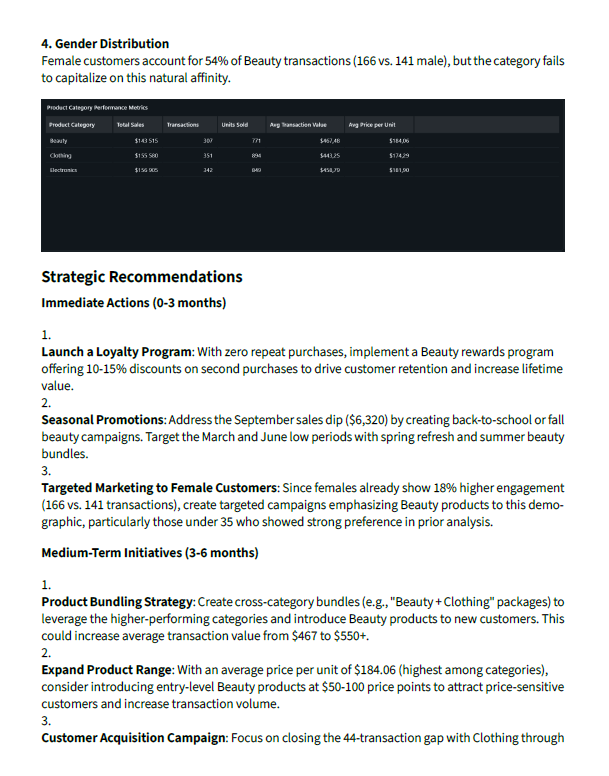 4. Gender Distribution
Female customers account for 54% of Beauty transactions (166 vs. 141 male), but the category fails
to capitalize on this natural affinity.
Product Category Performance Metrics
Product Category Total Sales Transactions Units Sold Avg Transaction Value Avg Price per Unit
Beauty $143 515 307 771 $467,48 $184,06
Clothing $155 580 351 894 $443,25 $174,29
Electronics $156 905 342 849 $458,79 $181,90
Strategic Recommendations
Immediate Actions (0-3 months)
1.
Launch a Loyalty Program: With zero repeat purchases, implement a Beauty rewards program
offering 10-15% discounts on second purchases to drive customer retention and increase lifetime
value.
2.
Seasonal Promotions: Address the September sales dip ($6,320) by creating back-to-school or fall
beauty campaigns. Target the March and June low periods with spring refresh and summer beauty
bundles.
3.
Targeted Marketing to Female Customers: Since females already show 18% higher engagement
(166 vs. 141 transactions), create targeted campaigns emphasizing Beauty products to this demo-
graphic, particularly those under 35 who showed strong preference in prior analysis.
Medium-Term Initiatives (3-6 months)
1.
Product Bundling Strategy: Create cross-category bundles (e.g., "Beauty + Clothing" packages) to
leverage the higher-performing categories and introduce Beauty products to new customers. This
could increase average transaction value from $467 to $550+.
2.
Expand Product Range: With an average price per unit of $184.06 (highest among categories),
consider introducing entry-level Beauty products at $50-100 price points to attract price-sensitive
customers and increase transaction volume.
3.
Customer Acquisition Campaign: Focus on closing the 44-transaction gap with Clothing through